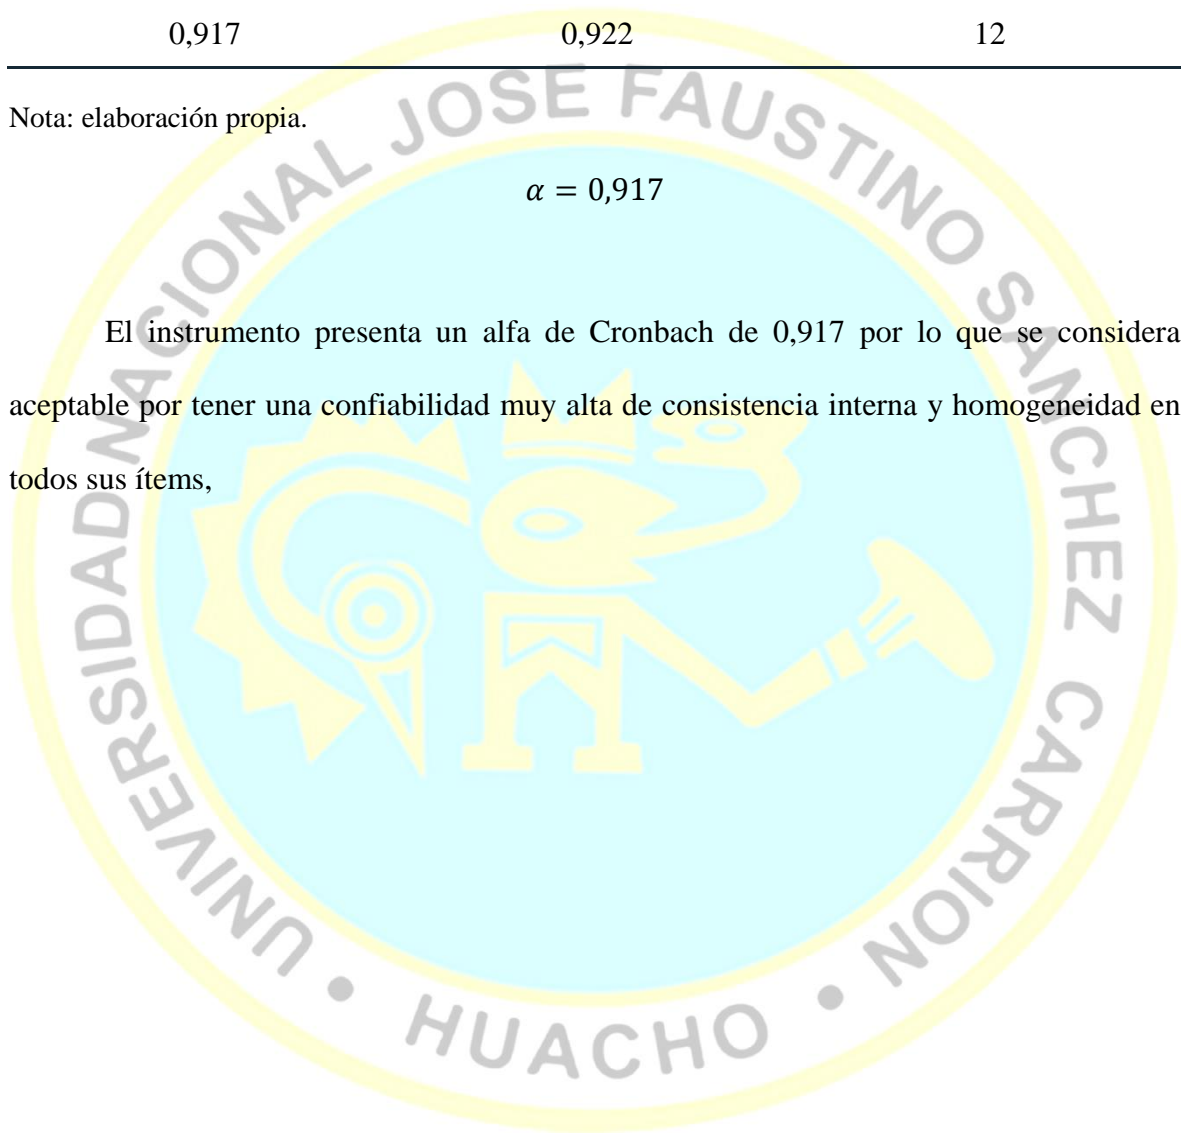 0,917 0,922 12
Nota: elaboración propia.
α = 0,917
El instrumento presenta un alfa de Cronbach de 0,917 por lo que se considera
aceptable por tener una confiabilidad muy alta de consistencia interna y homogeneidad en
todos sus ítems,
UNIVERSIDAD NACIONAL JOSE FAUSTINO SANCHEZ CARRION • HUACHO •